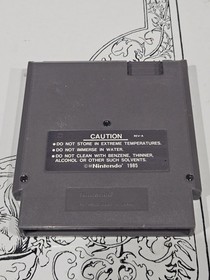 CAUTION
REV-A
• DO NOT STORE IN EXTREME TEMPERATURES.
• DO NOT IMMERSE IN WATER.
• DO NOT CLEAN WITH BENZENE, THINNER,
ALCOHOL OR OTHER SUCH SOLVENTS.
©Nintendo 1985